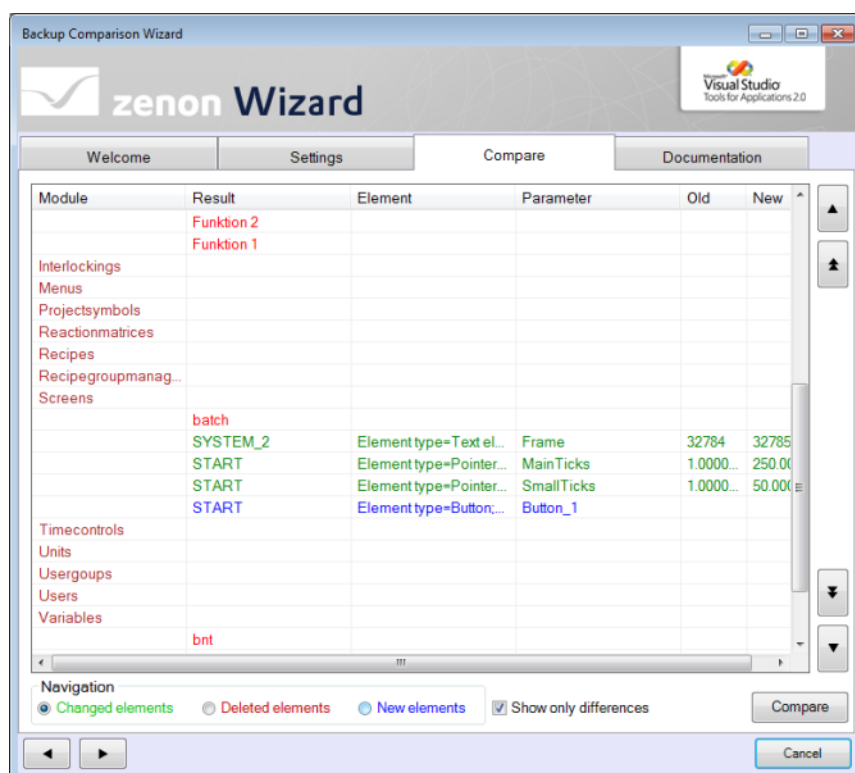 Backup Comparison Wizard
zenon Wizard
Microsoft
Visual Studio
Tools for Applications 2.0
Welcome Settings Compare Documentation
Module Result Element Parameter Old New
Funktion 2
Funktion 1
Interlockings
Menus
Projectsymbols
Reactionmatrices
Recipes
Recipegroupmanag...
Screens
batch
SYSTEM_2 Element type=Text el... Frame 32784 32785
START Element type=Pointer... MainTicks 1.0000... 250.00
START Element type=Pointer... SmallTicks 1.0000... 50.000
START Element type=Button;... Button_1
Timecontrols
Units
Usergoups
Users
Variables
bnt
Navigation
Changed elements Deleted elements New elements Show only differences Compare
Cancel